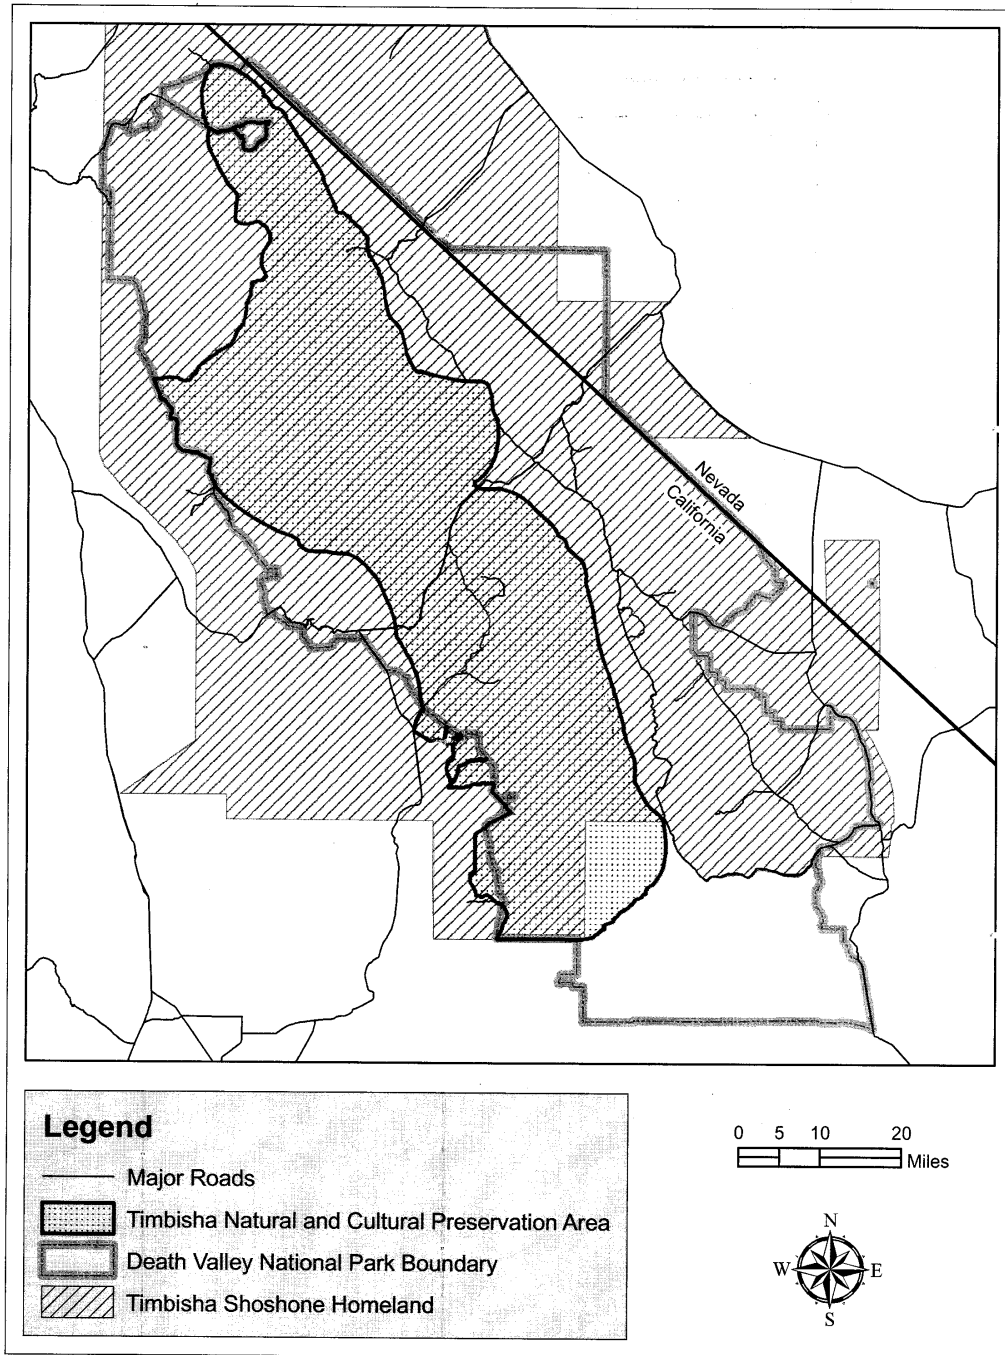 Nevada
California
Legend
Major Roads
Timbisha Natural and Cultural Preservation Area
Death Valley National Park Boundary
Timbisha Shoshone Homeland
0 5 10 20
Miles
N
W E
S